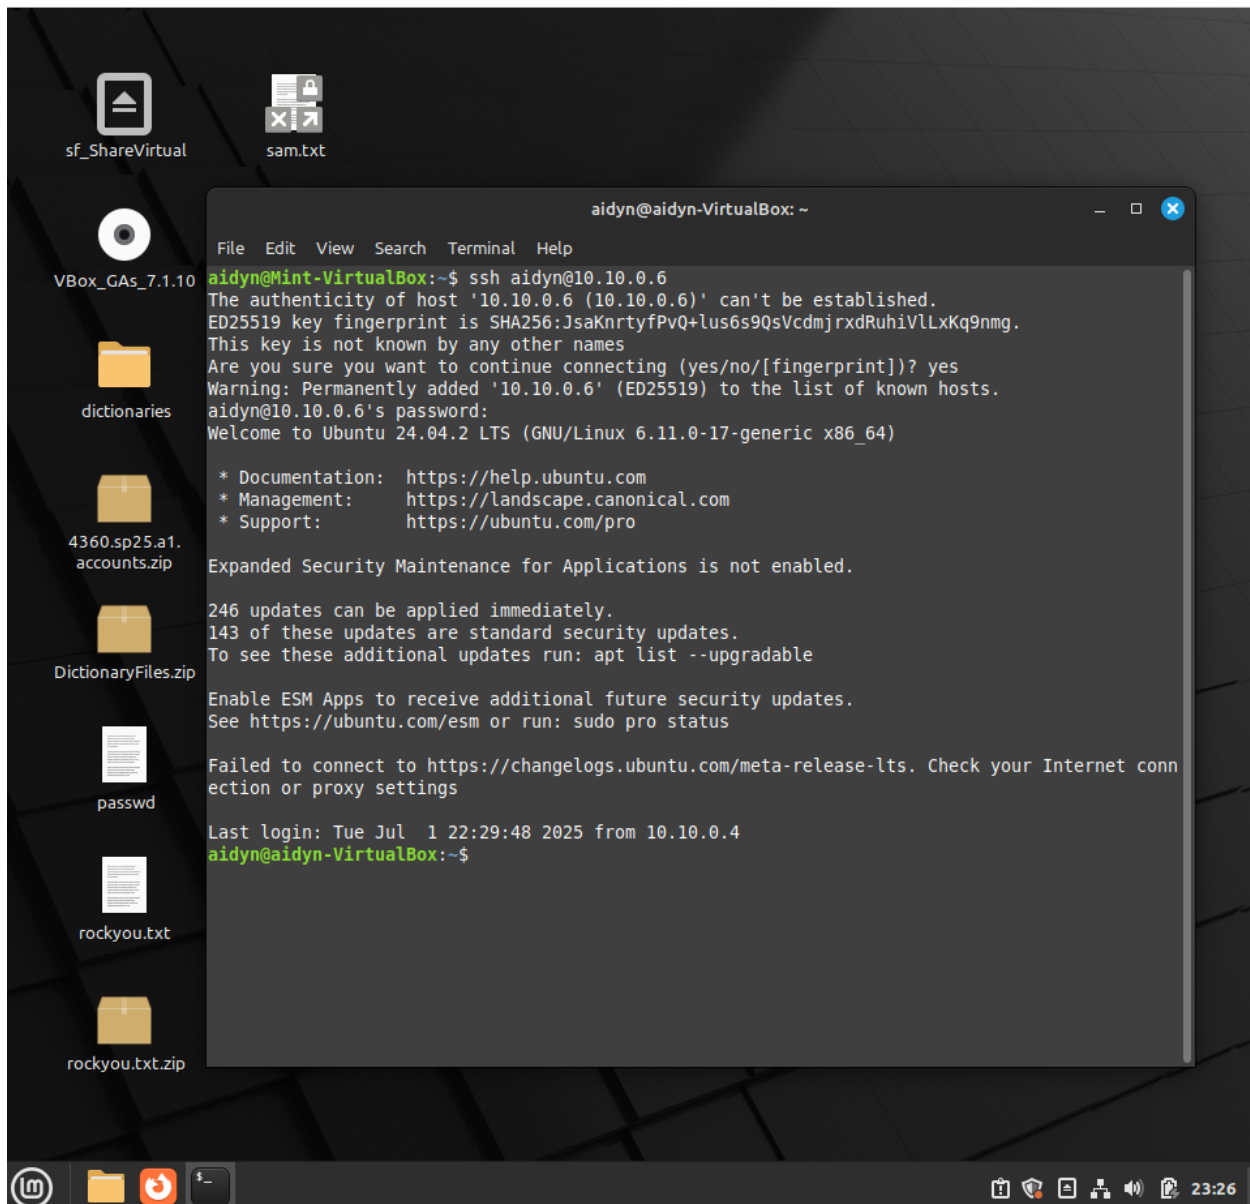 sf_ShareVirtual
sam.txt
VBox_GAs_7.1.10
dictionaries
4360.sp25.a1.
accounts.zip
DictionaryFiles.zip
passwd
rockyou.txt
rockyou.txt.zip
aidyn@aidyn-VirtualBox: ~
File Edit View Search Terminal Help
aidyn@Mint-VirtualBox:~$ ssh aidyn@10.10.0.6
The authenticity of host '10.10.0.6 (10.10.0.6)' can't be established.
ED25519 key fingerprint is SHA256:JsaKnrtyfPvQ+lus6s9QsVcdmjrxdRuhiVlLxKq9nmg.
This key is not known by any other names
Are you sure you want to continue connecting (yes/no/[fingerprint])? yes
Warning: Permanently added '10.10.0.6' (ED25519) to the list of known hosts.
aidyn@10.10.0.6's password:
Welcome to Ubuntu 24.04.2 LTS (GNU/Linux 6.11.0-17-generic x86_64)
* Documentation: https://help.ubuntu.com
* Management: https://landscape.canonical.com
* Support: https://ubuntu.com/pro
Expanded Security Maintenance for Applications is not enabled.
246 updates can be applied immediately.
143 of these updates are standard security updates.
To see these additional updates run: apt list --upgradable
Enable ESM Apps to receive additional future security updates.
See https://ubuntu.com/esm or run: sudo pro status
Failed to connect to https://changelogs.ubuntu.com/meta-release-lts. Check your Internet conn
ection or proxy settings
Last login: Tue Jul  1 22:29:48 2025 from 10.10.0.4
aidyn@aidyn-VirtualBox:~$
23:26